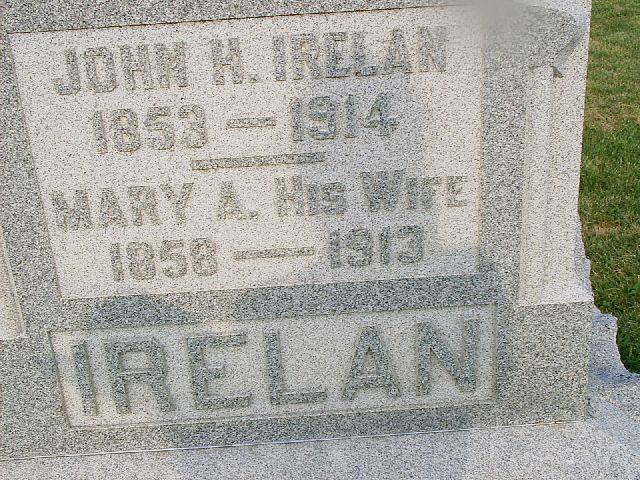 JOHN H. IRELAN
1853 — 1914
MARY A. HIS WIFE
1858 — 1913
IRELAN